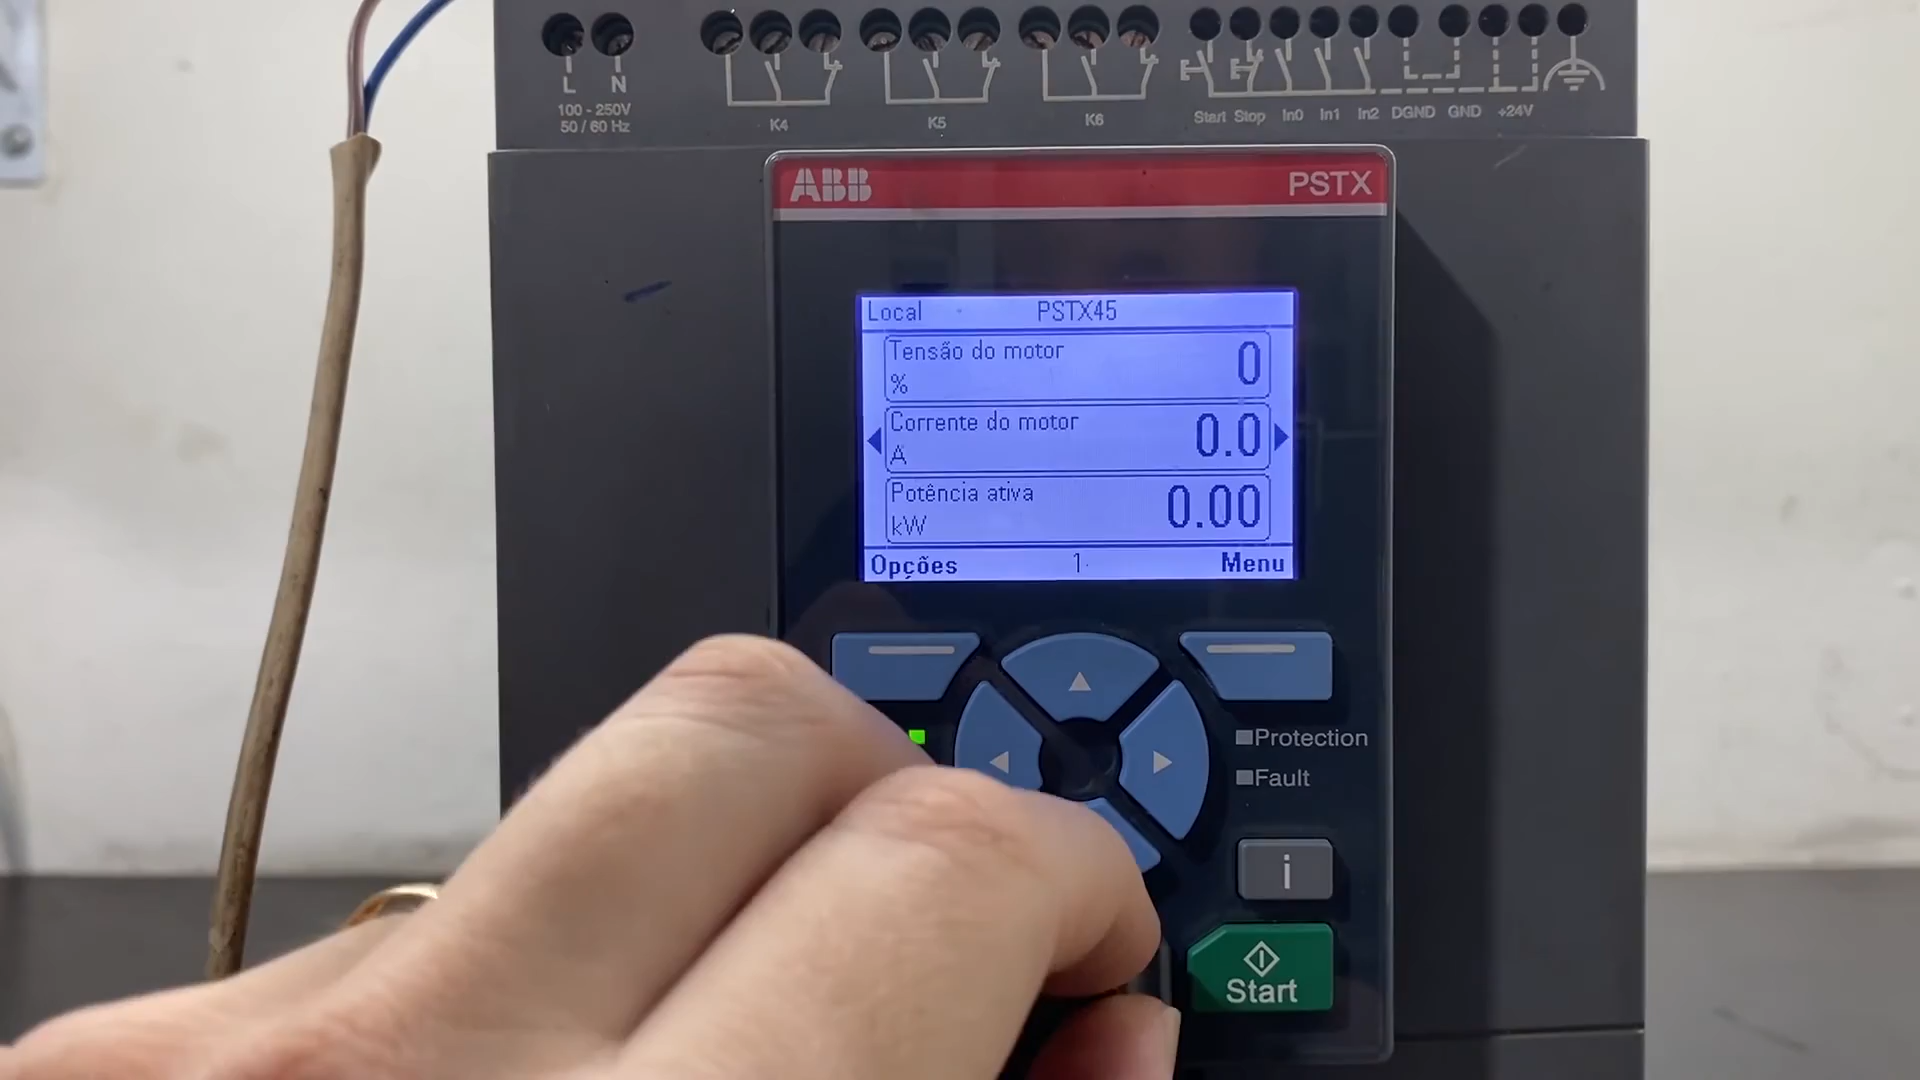 L N
100 - 250V
50 / 60 Hz
K4
K5
K6
Start Stop In0 In1 In2 DGND GND +24V
ABB
PSTX
Local PSTX45
Tensão do motor
% 0
Corrente do motor
A 0.0
Potência ativa
kW 0.00
Opções 1 Menu
Protection
Fault
i
Start